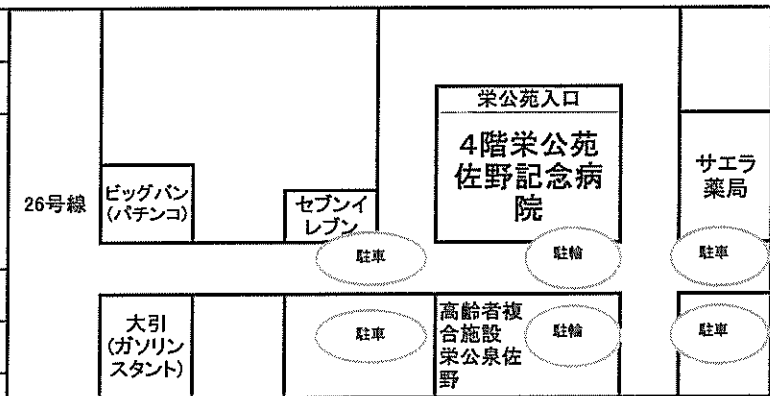 栄公苑入口
4階栄公苑
佐野記念病
院
サエラ
薬局
26号線
ビッグバン
(パチンコ)
セブンイ
レブン
駐車
駐輪
駐車
大引
(ガソリン
スタント)
駐車
高齢者複
合施設
栄公泉佐
野
駐輪
駐車